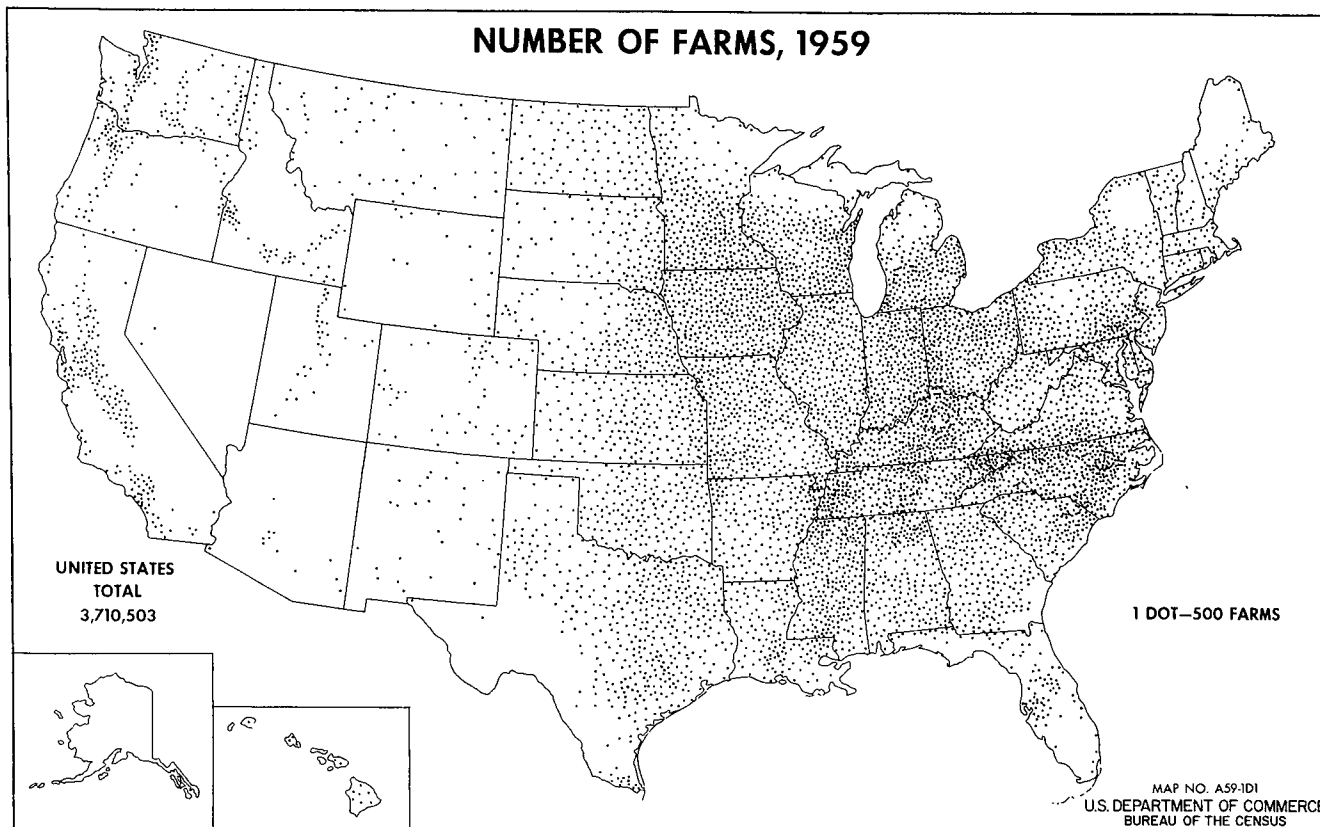 NUMBER OF FARMS, 1959
UNITED STATES
TOTAL
3,710,503
1 DOT—500 FARMS
MAP NO. A59-1D1
U.S. DEPARTMENT OF COMMERCE
BUREAU OF THE CENSUS